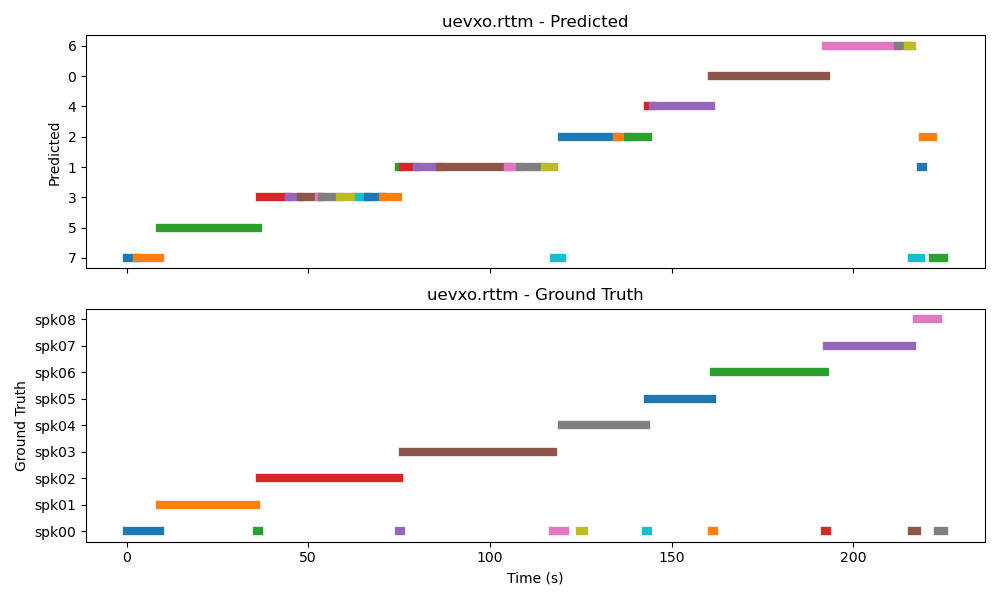 uevxo.rttm - Predicted
Predicted
6
0
4
2
1
3
5
7
uevxo.rttm - Ground Truth
Ground Truth
spk08
spk07
spk06
spk05
spk04
spk03
spk02
spk01
spk00
0 50 100 150 200
Time (s)